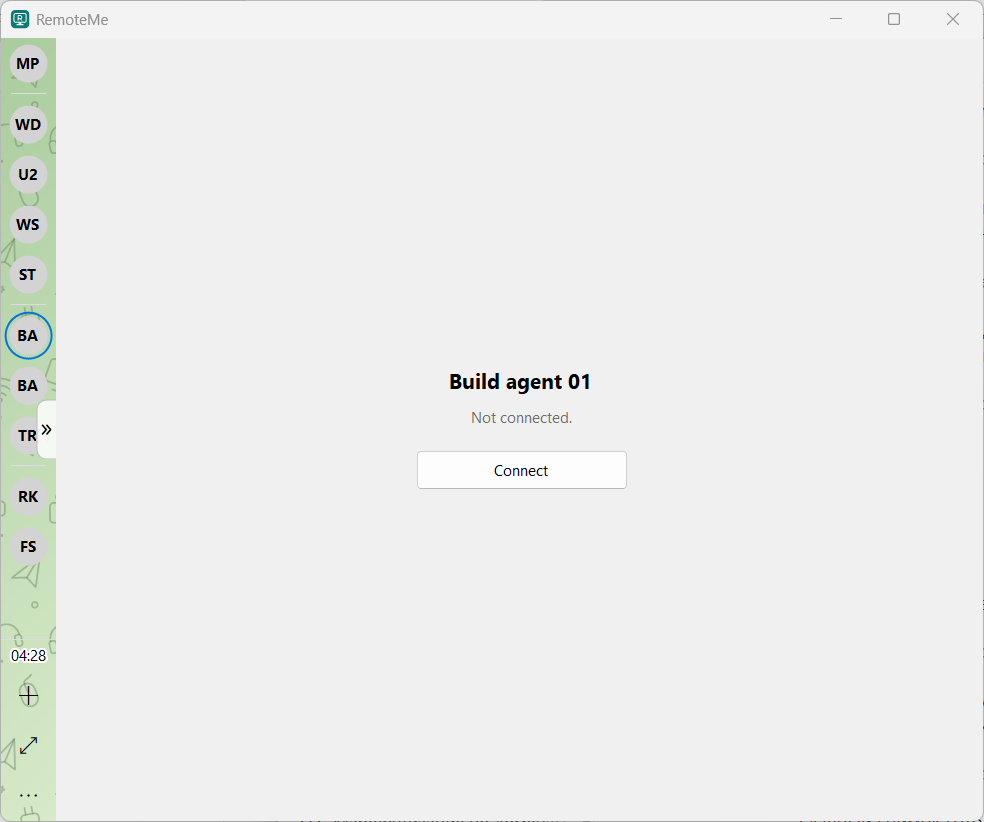 RemoteMe
MP
WD
U2
WS
ST
BA
BA
TR
RK
FS
04:28
Build agent 01
Not connected.
Connect